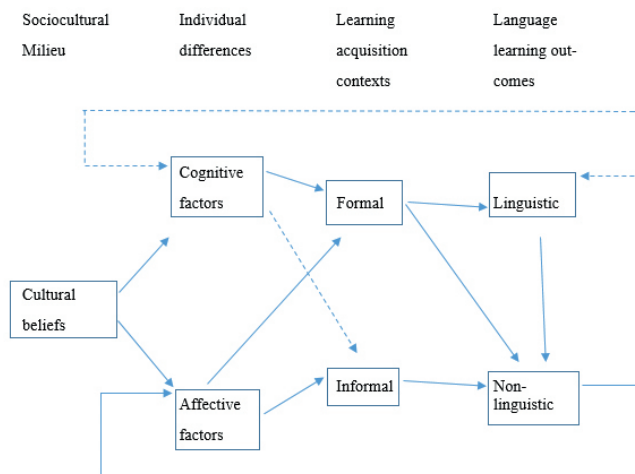 Sociocultural
Milieu
Individual
differences
Learning
acquisition
contexts
Language
learning out-
comes
Cognitive
factors
Formal
Linguistic
Cultural
beliefs
Affective
factors
Informal
Non-
linguistic